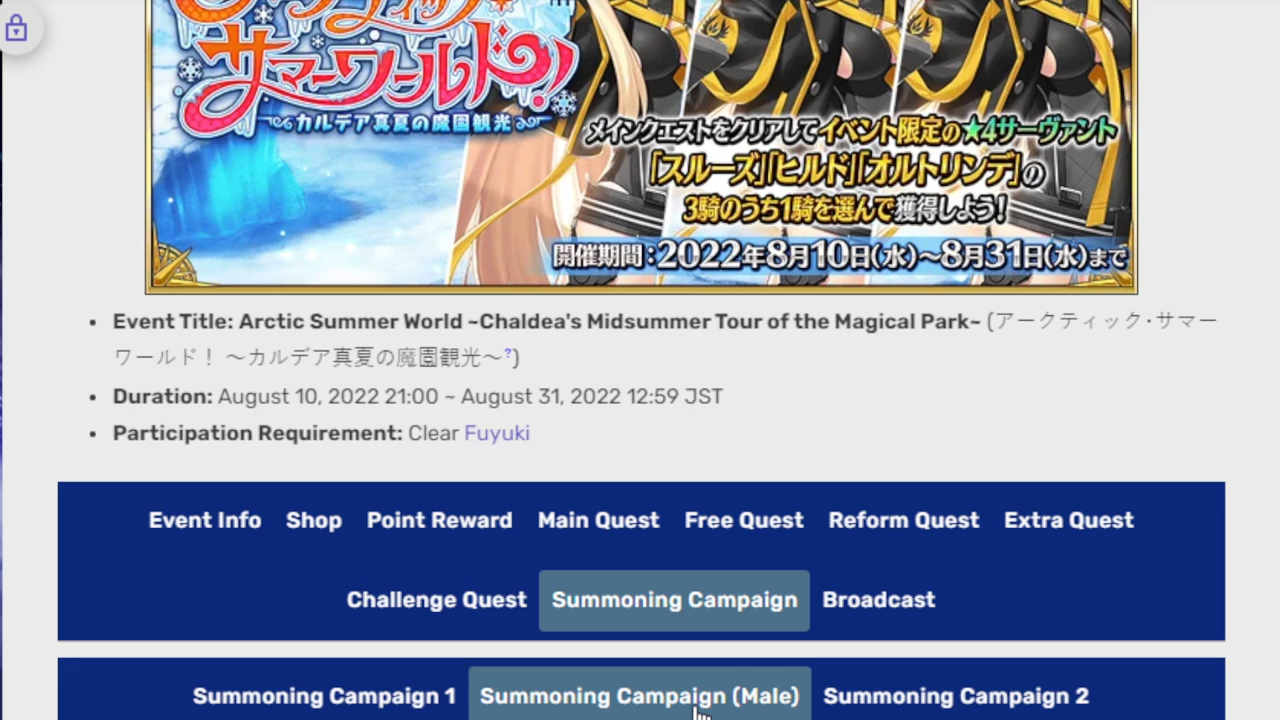 サマーワールド!
~カルデア真夏の魔園観光~
メインクエストをクリアしてイベント限定の★4サーヴァント
「スルーズ」「ヒルド」「オルトリンデ」の
3騎のうち1騎を選んで獲得しよう!
開催期間:2022年8月10日(水)~8月31日(水)まで
• Event Title: Arctic Summer World ~Chaldea's Midsummer Tour of the Magical Park~ (アークティック·サマー
ワールド! ~カルデア真夏の魔園観光~?)
• Duration: August 10, 2022 21:00 ~ August 31, 2022 12:59 JST
• Participation Requirement: Clear Fuyuki
Event Info Shop Point Reward Main Quest Free Quest Reform Quest Extra Quest
Challenge Quest Summoning Campaign Broadcast
Summoning Campaign 1 Summoning Campaign (Male) Summoning Campaign 2